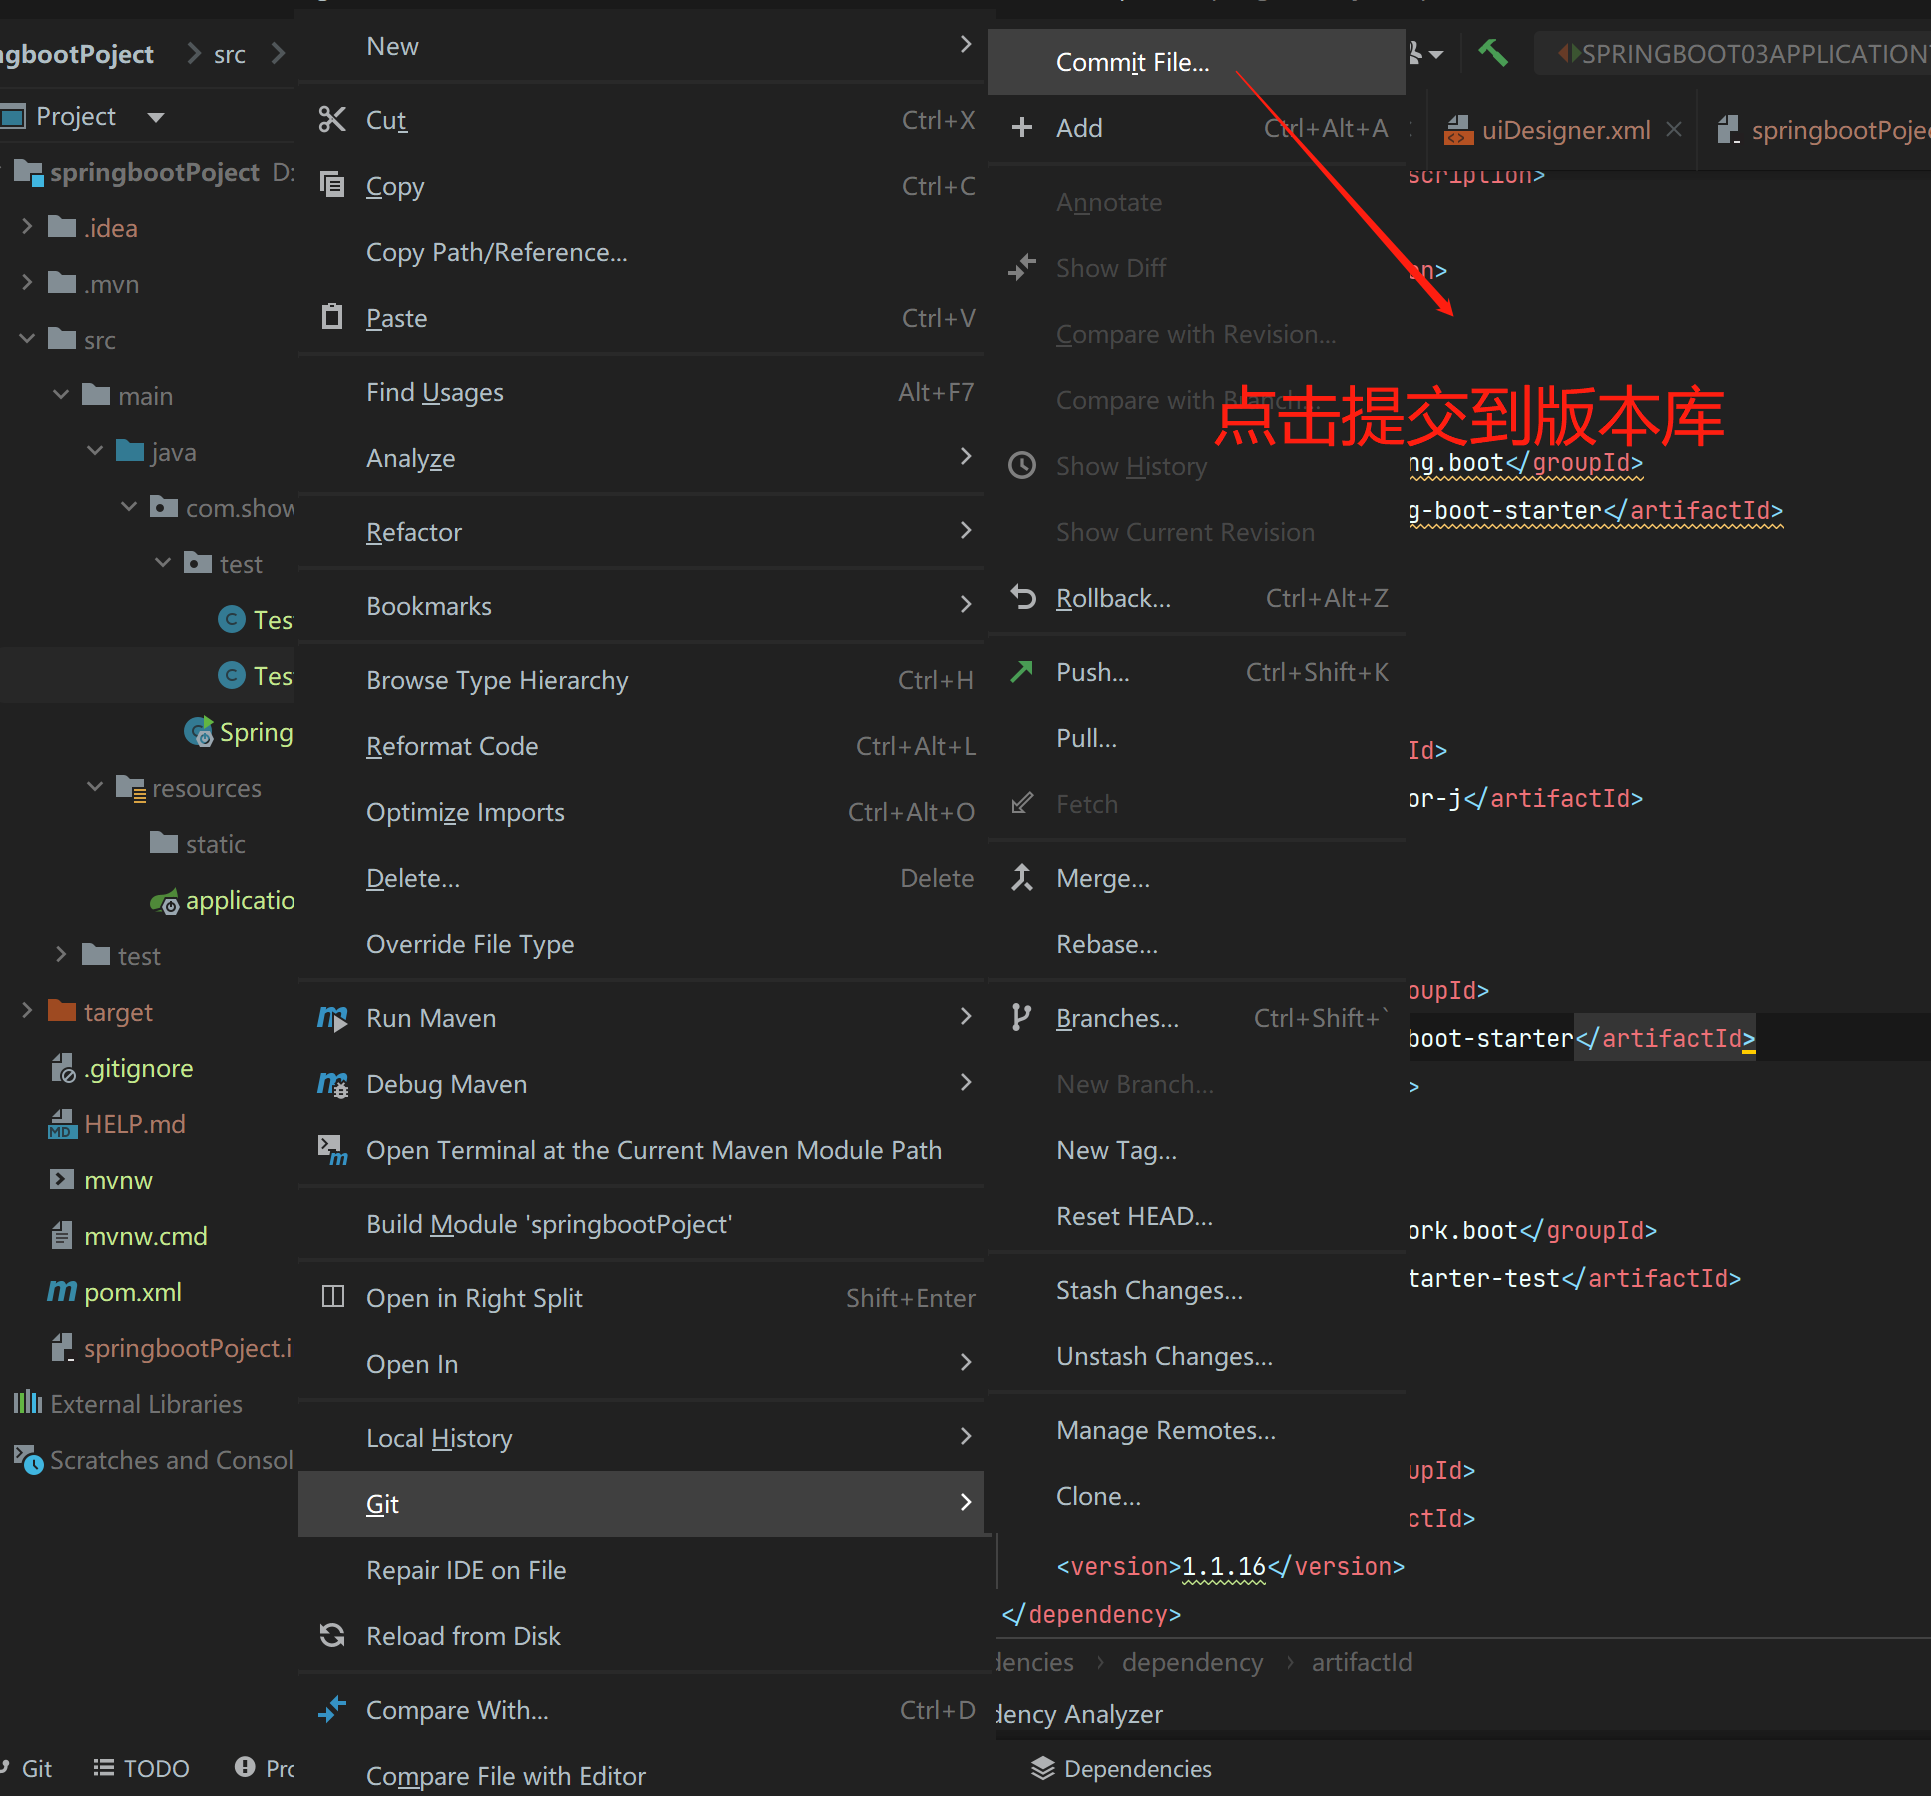 ngbootPoject > src >
SPRINGBOOT03APPLICATION
Project
uiDesigner.xml
springbootPoje
springbootPoject D:
.idea
.mvn
src
main
java
com.show
test
Tes
Tes
Spring
resources
static
applicatio
test
target
.gitignore
HELP.md
mvnw
mvnw.cmd
pom.xml
springbootPoject.i
External Libraries
Scratches and Consol
Git
TODO
Pro
New
Cut Ctrl+X
Copy Ctrl+C
Copy Path/Reference...
Paste Ctrl+V
Find Usages Alt+F7
Analyze
Refactor
Bookmarks
Browse Type Hierarchy Ctrl+H
Reformat Code Ctrl+Alt+L
Optimize Imports Ctrl+Alt+O
Delete... Delete
Override File Type
Run Maven
Debug Maven
Open Terminal at the Current Maven Module Path
Build Module 'springbootPoject'
Open in Right Split Shift+Enter
Open In
Local History
Git
Repair IDE on File
Reload from Disk
Compare With... Ctrl+D
Compare File with Editor
Commit File...
Add Ctrl+Alt+A
Annotate
Show Diff
Compare with Revision...
Compare with Branch...
Show History
Show Current Revision
Rollback... Ctrl+Alt+Z
Push... Ctrl+Shift+K
Pull...
Fetch
Merge...
Rebase...
Branches... Ctrl+Shift+`
New Branch...
New Tag...
Reset HEAD...
Stash Changes...
Unstash Changes...
Manage Remotes...
Clone...
点击提交到版本库
scription>
on>
ng.boot</groupId>
g-boot-starter</artifactId>
Id>
or-j</artifactId>
oupId>
boot-starter</artifactId>
>
ork.boot</groupId>
tarter-test</artifactId>
upId>
ctId>
<version>1.1.16</version>
</dependency>
dencies > dependency > artifactId
dency Analyzer
Dependencies